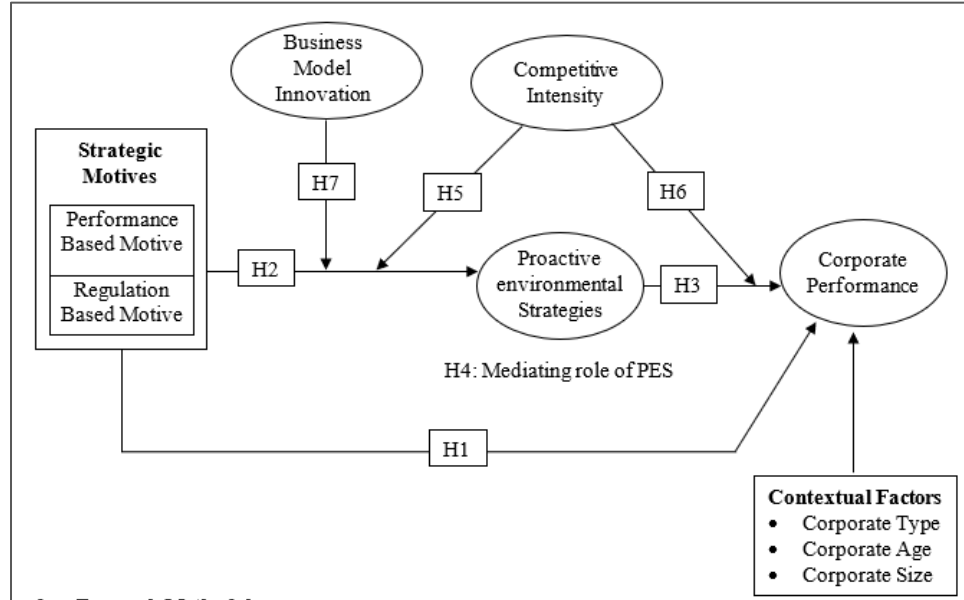 Business
Model
Innovation
Competitive
Intensity
Strategic
Motives
H7
H5
H6
Performance
Based Motive
H2
Proactive
environmental
Strategies
H3
Corporate
Performance
Regulation
Based Motive
H4: Mediating role of PES
H1
Contextual Factors
• Corporate Type
• Corporate Age
• Corporate Size